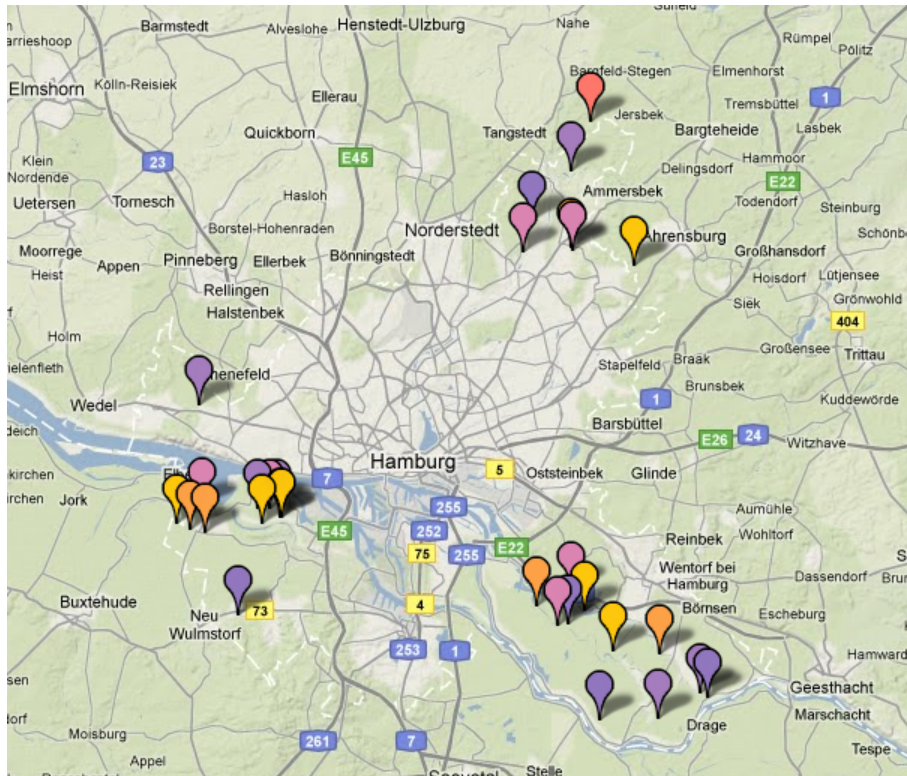 Barmstedt
Alveslohe
Henstedt-Ulzburg
Nahe
Rümpel
Pölitz
Elmshorn
Kölln-Reisiek
Ellerau
Bargfeld-Stegen
Elmenhorst
Tremsbüttel
1
Jersbek
Lasbek
Quickborn
Tangstedt
Bargteheide
Klein
Nordende
23
E45
Delingsdorf
Hammoor
E22
Uetersen
Tornesch
Hasloh
Ammersbek
Todendorf
Steinburg
Borstel-Hohenraden
Norderstedt
Ahrensburg
Moorrege
Appen
Pinneberg
Ellerbek
Bönningstedt
Großhansdorf
Heist
Rellingen
Hoisdorf
Lütjensee
Halstenbek
Siek
Grönwohld
404
Holm
Stapelfeld
Braak
Großensee
Trittau
henefeld
Brunsbek
Wedel
1
Kuddewörde
Barsbüttel
E26
24
Witzhave
Hamburg
5
Oststeinbek
Glinde
7
Jork
255
Aumühle
E45
252
Wohltorf
75
255
E22
Reinbek
Wentorf bei
Hamburg
Dassendorf
Buxtehude
Neu
Wulmstorf
73
4
Börnsen
Escheburg
253
1
Geesthacht
Marschacht
Drage
Moisburg
261
7
Tespe
Appel
Stelle